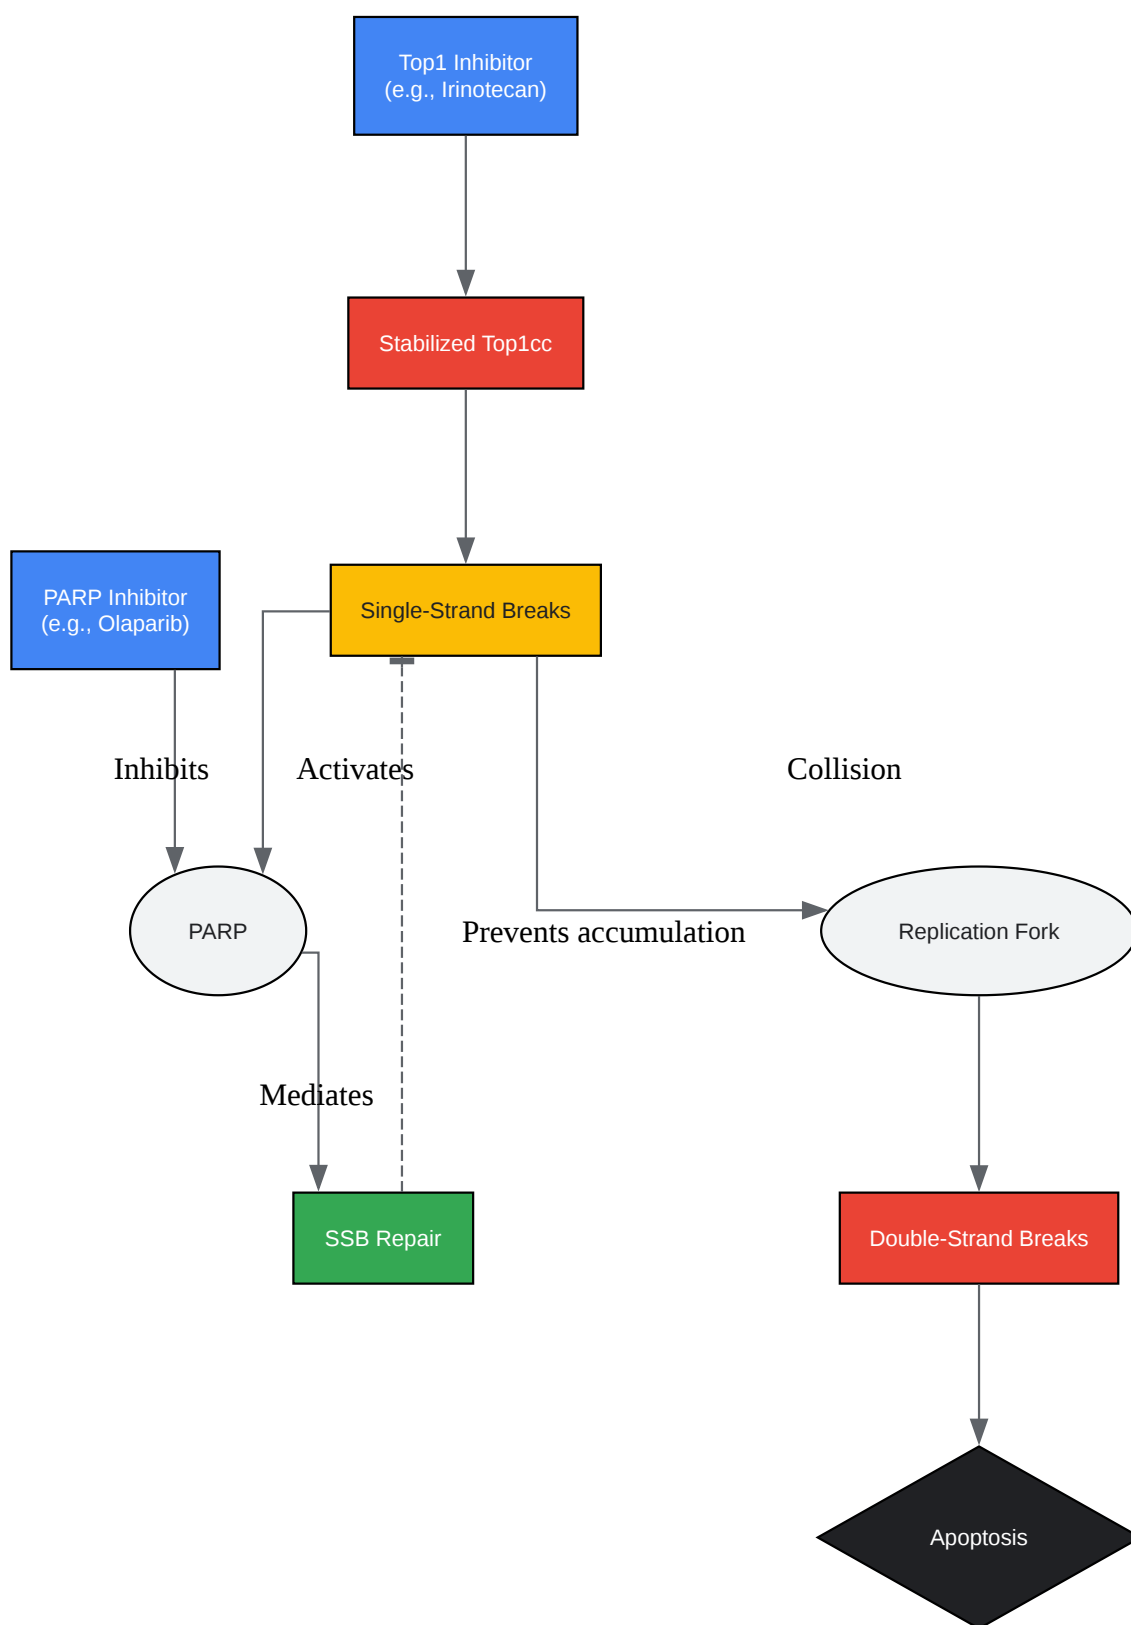 Top1 Inhibitor
(e.g., Irinotecan)
Stabilized Top1cc
PARP Inhibitor
(e.g., Olaparib)
Single-Strand Breaks
Inhibits
Activates
Collision
PARP
Prevents accumulation
Replication Fork
Mediates
SSB Repair
Double-Strand Breaks
Apoptosis